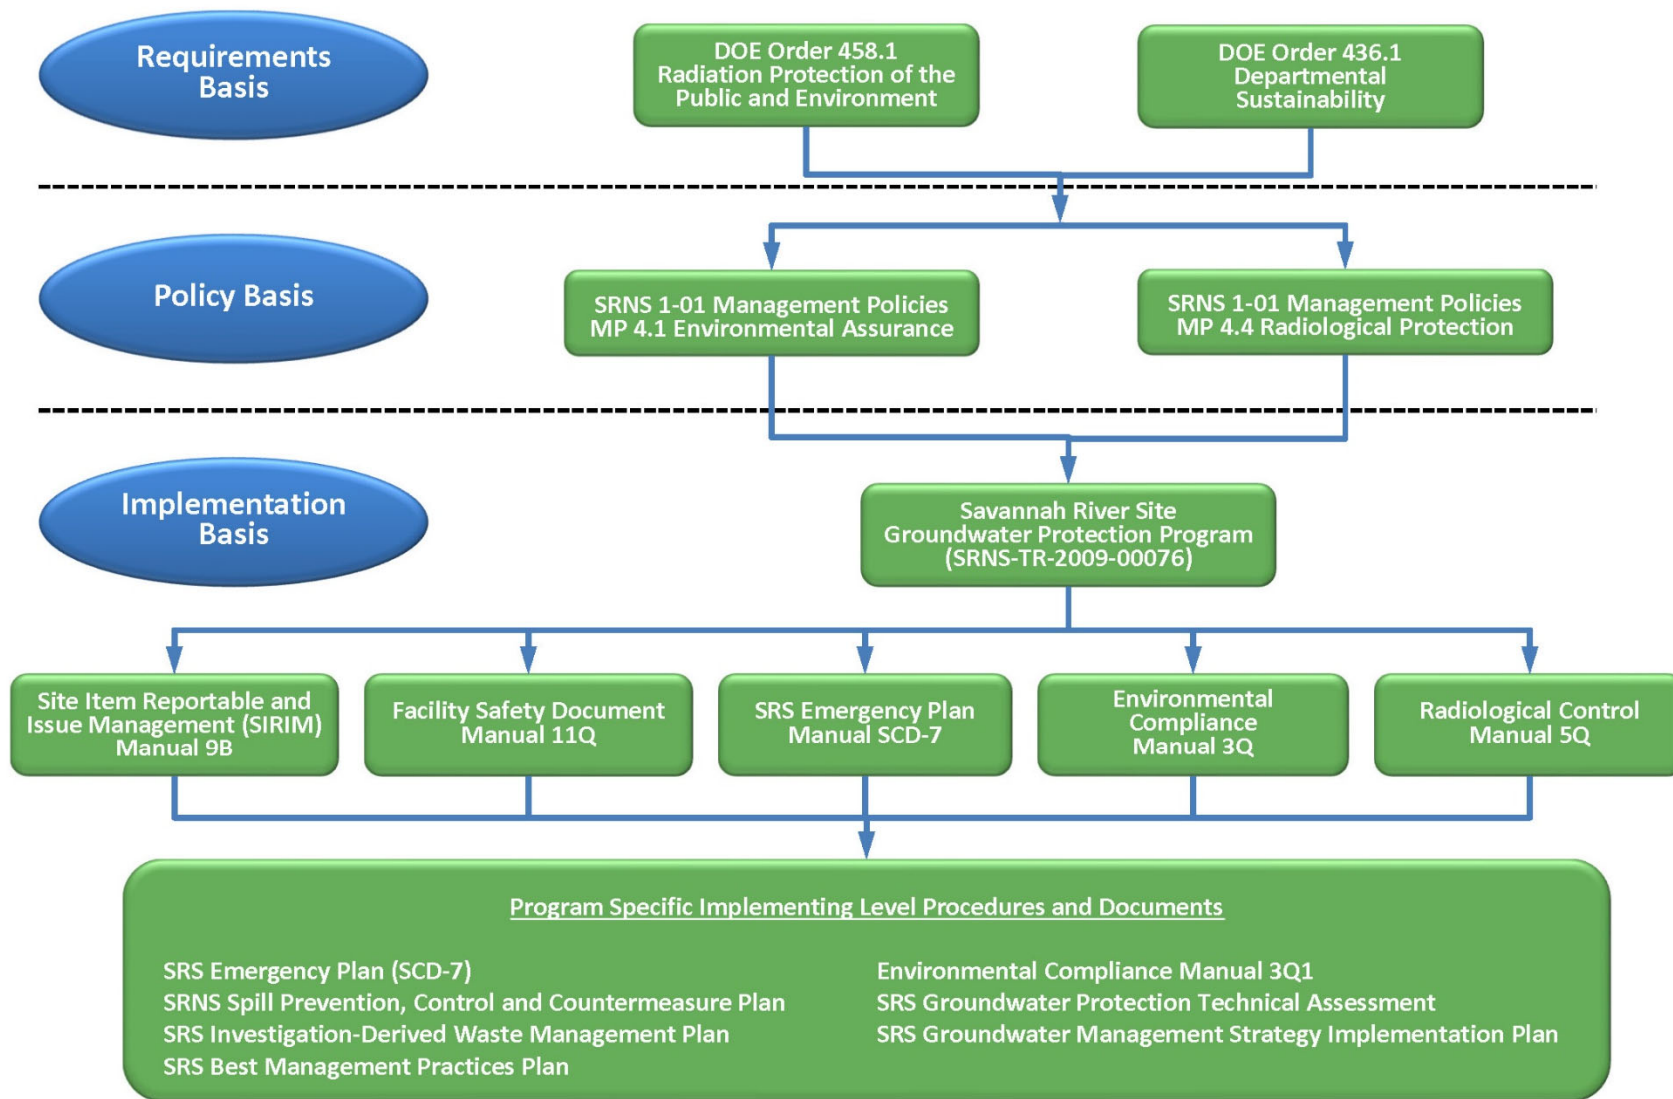 Requirements
Basis
DOE Order 458.1
Radiation Protection of the
Public and Environment
DOE Order 436.1
Departmental
Sustainability
Policy Basis
SRNS 1-01 Management Policies
MP 4.1 Environmental Assurance
SRNS 1-01 Management Policies
MP 4.4 Radiological Protection
Implementation
Basis
Savannah River Site
Groundwater Protection Program
(SRNS-TR-2009-00076)
Site Item Reportable and
Issue Management (SIRIM)
Manual 9B
Facility Safety Document
Manual 11Q
SRS Emergency Plan
Manual SCD-7
Environmental
Compliance
Manual 3Q
Radiological Control
Manual 5Q
Program Specific Implementing Level Procedures and Documents
SRS Emergency Plan (SCD-7)
SRNS Spill Prevention, Control and Countermeasure Plan
SRS Investigation-Derived Waste Management Plan
SRS Best Management Practices Plan
Environmental Compliance Manual 3Q1
SRS Groundwater Protection Technical Assessment
SRS Groundwater Management Strategy Implementation Plan